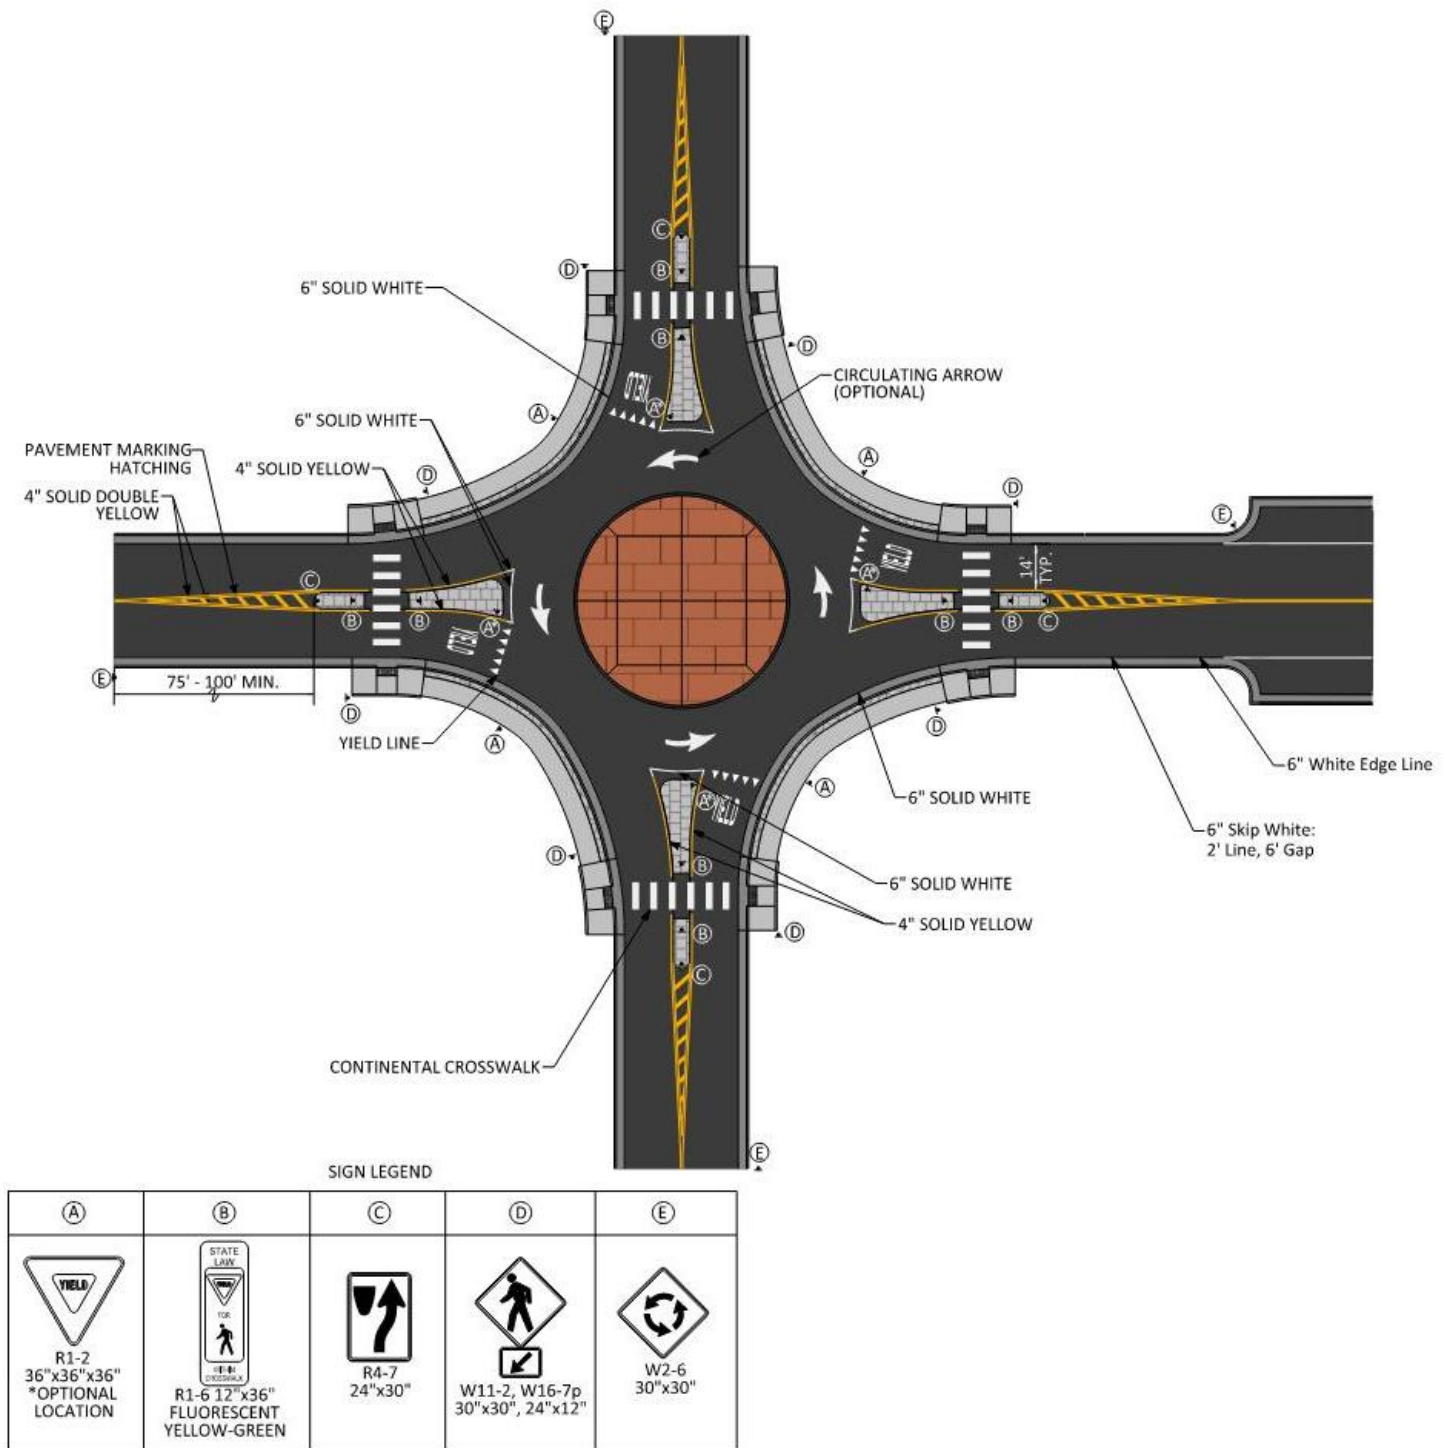 Ⓔ
Ⓒ
Ⓓ
Ⓑ
6" SOLID WHITE
Ⓑ
Ⓓ
YIELD
CIRCULATING ARROW
(OPTIONAL)
Ⓐ
Ⓐ*
6" SOLID WHITE
PAVEMENT MARKING
HATCHING
4" SOLID YELLOW
Ⓐ
Ⓓ
Ⓓ
4" SOLID DOUBLE
YELLOW
Ⓔ
YIELD
14'
TYP.
Ⓒ
Ⓐ*
Ⓑ
Ⓑ
Ⓐ*
Ⓑ
Ⓑ
Ⓒ
YIELD
Ⓔ
75' - 100' MIN.
Ⓓ
Ⓓ
YIELD LINE
Ⓐ
6" White Edge Line
Ⓐ
6" SOLID WHITE
Ⓐ*
YIELD
6" Skip White:
2' Line, 6' Gap
Ⓓ
Ⓑ
6" SOLID WHITE
4" SOLID YELLOW
Ⓑ
Ⓓ
Ⓒ
CONTINENTAL CROSSWALK
Ⓔ
SIGN LEGEND
Ⓐ
Ⓑ
Ⓒ
Ⓓ
Ⓔ
YIELD
R1-2
36"x36"x36"
*OPTIONAL
LOCATION
STATE
LAW
FOR
R1-6 12"x36"
FLUORESCENT
YELLOW-GREEN
R4-7
24"x30"
W11-2, W16-7p
30"x30", 24"x12"
W2-6
30"x30"